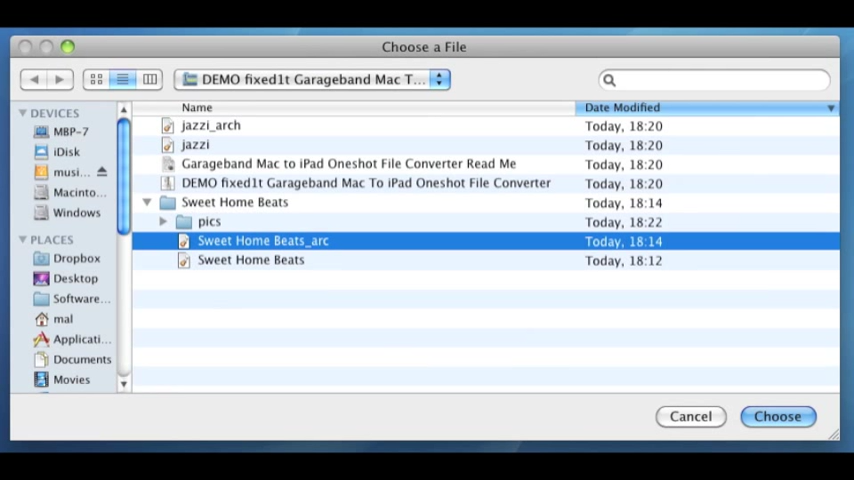 Choose a File
DEMO fixed1t Garageband Mac T...
Name Date Modified
DEVICES
MBP-7
iDisk
musi...
Macinto...
Windows
PLACES
Dropbox
Desktop
Software...
mal
Applicati...
Documents
Movies
jazzi_arch Today, 18:20
jazzi Today, 18:20
Garageband Mac to iPad Oneshot File Converter Read Me Today, 18:20
DEMO fixed1t Garageband Mac To iPad Oneshot File Converter Today, 18:20
Sweet Home Beats Today, 18:14
pics Today, 18:22
Sweet Home Beats_arc Today, 18:14
Sweet Home Beats Today, 18:12
Cancel Choose